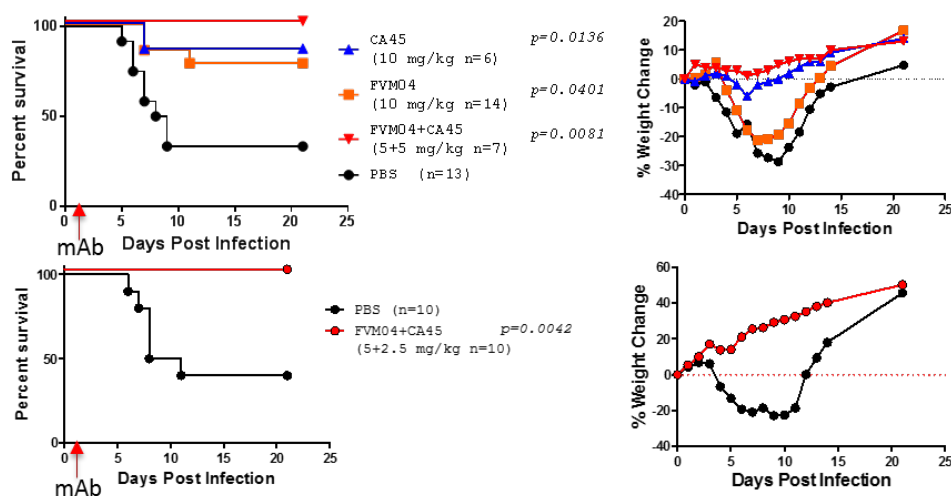 Percent survival
100
50
0
0 5 10 15 20 25
Days Post Infection
mAb
CA45
(10 mg/kg n=6)
p=0.0136
FVM04
(10 mg/kg n=14)
p=0.0401
FVM04+CA45
(5+5 mg/kg n=7)
p=0.0081
PBS (n=13)
% Weight Change
20
10
0
-10
-20
-30
-40
0 5 10 15 20 25
Days Post Infection
Percent survival
100
50
0
0 5 10 15 20 25
Days Post Infection
mAb
PBS (n=10)
FVM04+CA45
(5+2.5 mg/kg n=10)
p=0.0042
% Weight Change
60
40
20
0
-20
-40
0 5 10 15 20 25
Days Post Infection